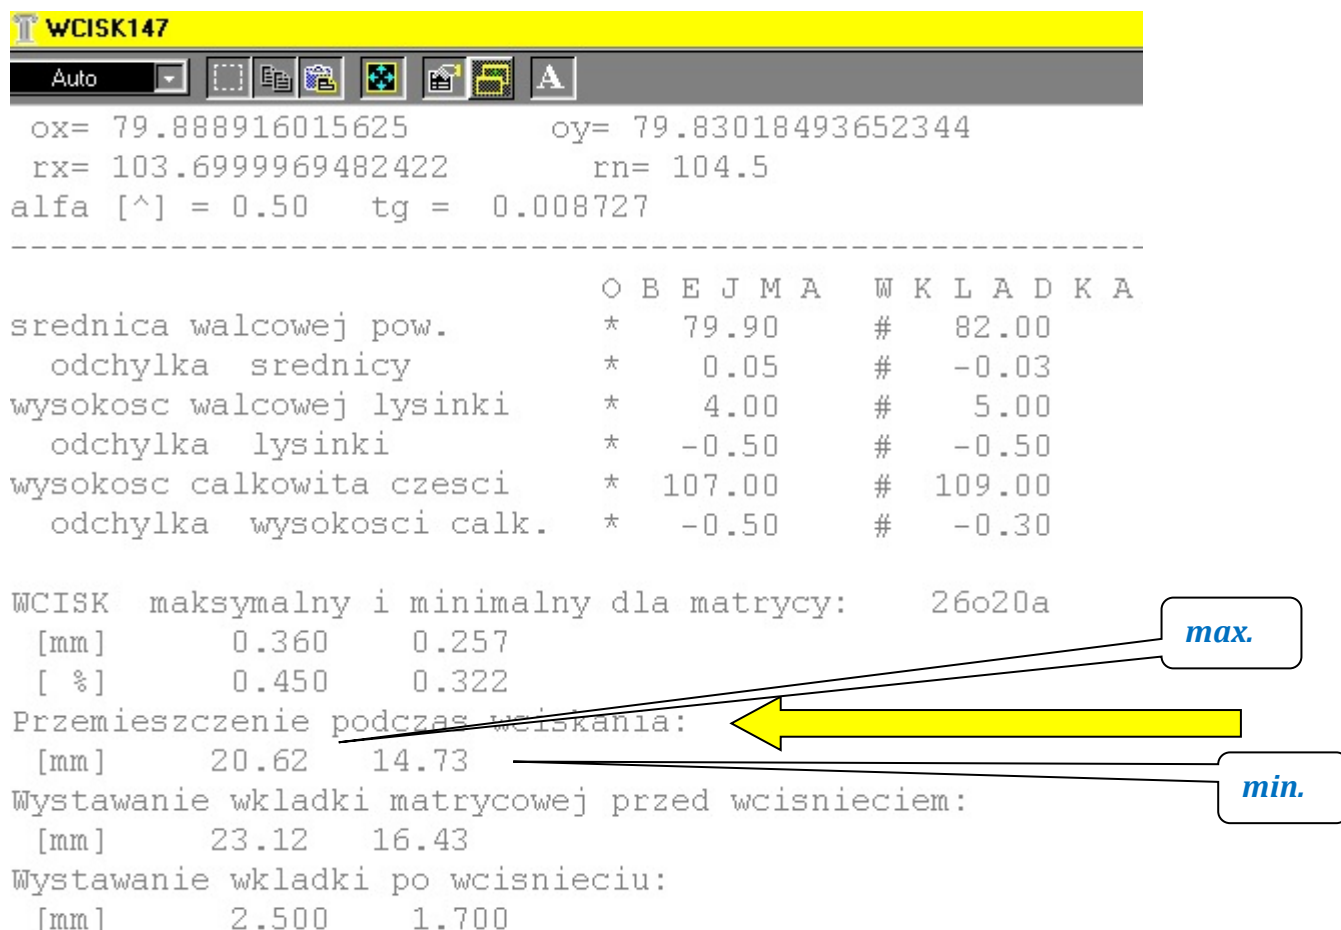 WCISK147
Auto
A
ox= 79.888916015625 oy= 79.83018493652344
rx= 103.6999969482422 rn= 104.5
alfa [^] = 0.50 tg = 0.008727
------------------------------------------------------------
O B E J M A W K L A D K A
srednica walcowej pow. * 79.90 # 82.00
odchylka srednicy * 0.05 # -0.03
wysokosc walcowej lysinki * 4.00 # 5.00
odchylka lysinki * -0.50 # -0.50
wysokosc calkowita czesci * 107.00 # 109.00
odchylka wysokosci calk. * -0.50 # -0.30
WCISK maksymalny i minimalny dla matrycy: 26o20a
[mm] 0.360 0.257
max.
[ %] 0.450 0.322
Przemieszczenie podczas wciskania:
[mm] 20.62 14.73
min.
Wystawanie wkladki matrycowej przed wcisnieciem:
[mm] 23.12 16.43
Wystawanie wkladki po wcisnieciu:
[mm] 2.500 1.700